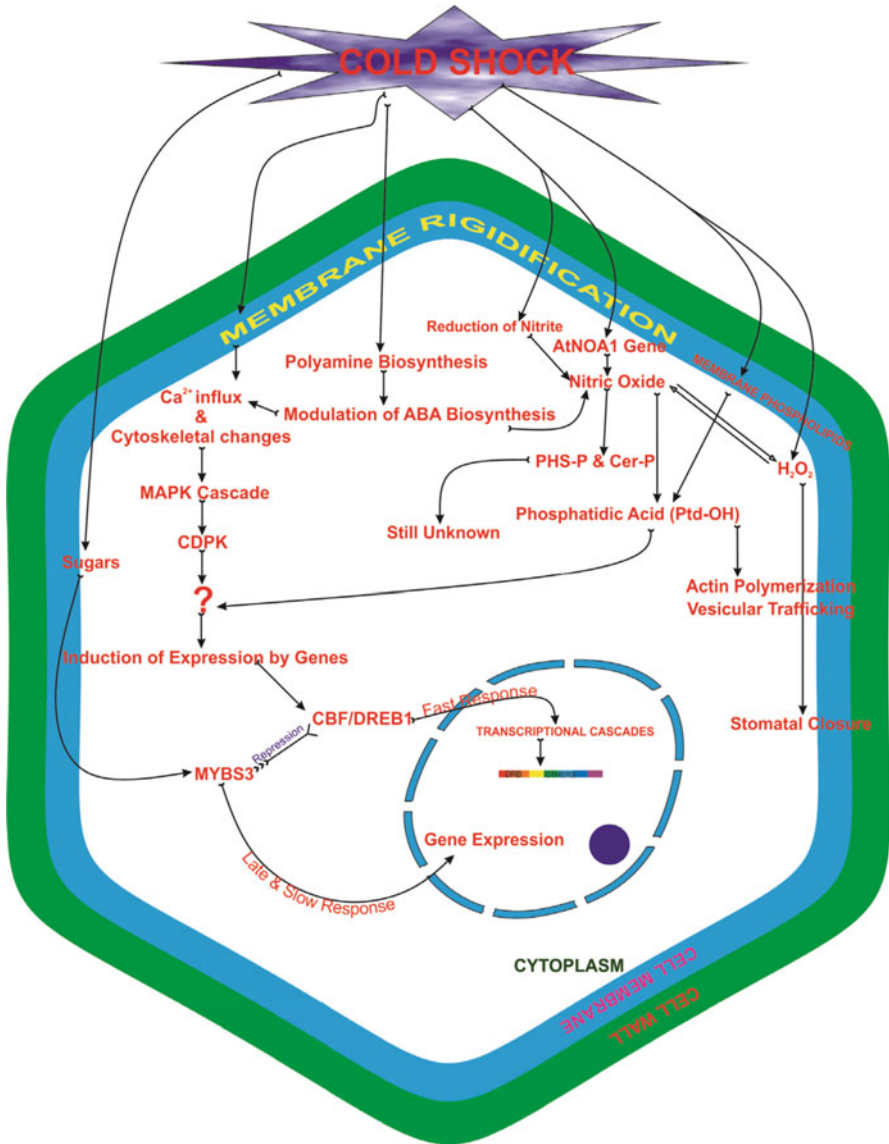 COLD SHOCK
MEMBRANE RIGIDIFICATION
Reduction of Nitrite
AtNOA1 Gene
Polyamine Biosynthesis
Nitric Oxide
MEMBRANE PHOSPHOLIPIDS
Ca²⁺ influx
&
Cytoskeletal changes
Modulation of ABA Biosynthesis
PHS-P & Cer-P
H₂O₂
MAPK Cascade
Phosphatidic Acid (Ptd-OH)
Still Unknown
CDPK
Sugars
Actin Polymerization
Vesicular Trafficking
?
Induction of Expression by Genes
CBF/DREB1
Fast Response
TRANSCRIPTIONAL CASCADES
Stomatal Closure
Repression
MYBS3
OTHERS
Gene Expression
Late & Slow Response
CYTOPLASM
CELL MEMBRANE
CELL WALL